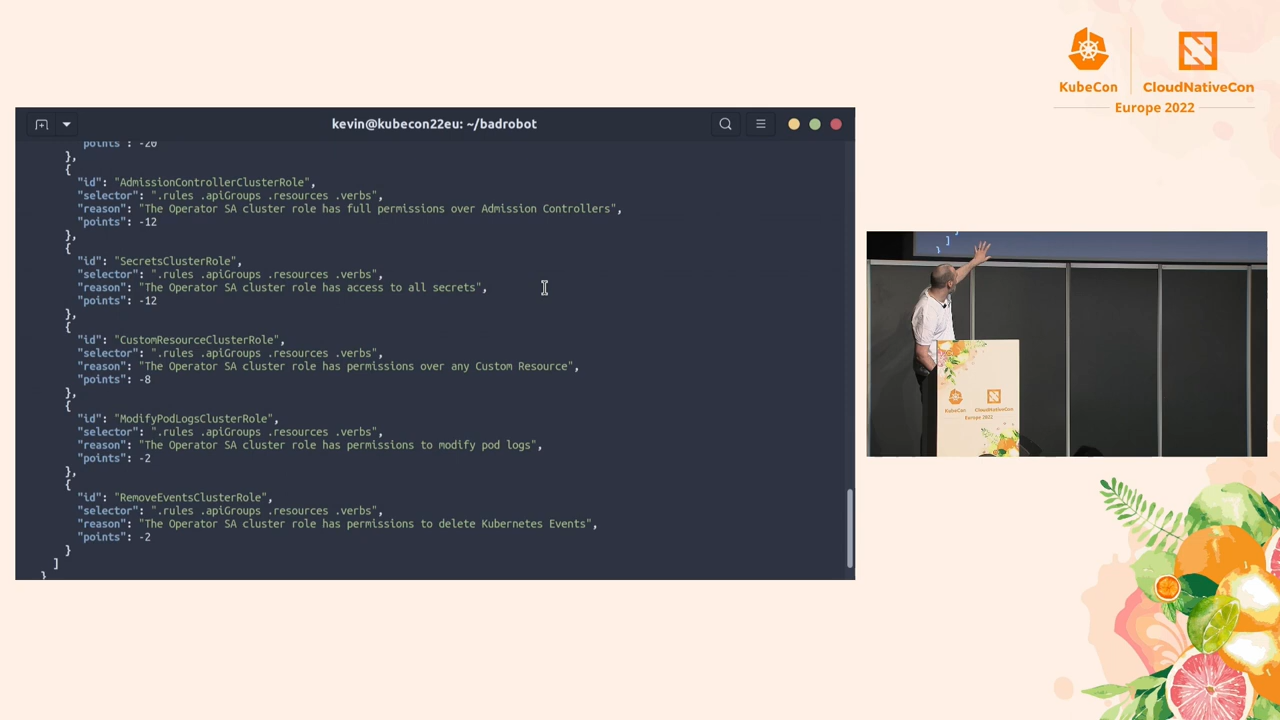 KubeCon
CloudNativeCon
Europe 2022
kevin@kubecon22eu: ~/badrobot
"points": -20
},
{
"id": "AdmissionControllerClusterRole",
"selector": ".rules .apiGroups .resources .verbs",
"reason": "The Operator SA cluster role has full permissions over Admission Controllers",
"points": -12
},
{
"id": "SecretsClusterRole",
"selector": ".rules .apiGroups .resources .verbs",
"reason": "The Operator SA cluster role has access to all secrets",
"points": -12
},
{
"id": "CustomResourceClusterRole",
"selector": ".rules .apiGroups .resources .verbs",
"reason": "The Operator SA cluster role has permissions over any Custom Resource",
"points": -8
},
{
"id": "ModifyPodLogsClusterRole",
"selector": ".rules .apiGroups .resources .verbs",
"reason": "The Operator SA cluster role has permissions to modify pod logs",
"points": -2
},
{
"id": "RemoveEventsClusterRole",
"selector": ".rules .apiGroups .resources .verbs",
"reason": "The Operator SA cluster role has permissions to delete Kubernetes Events",
"points": -2
}
]
}
]
}
KubeCon
CloudNativeCon
Europe 2022